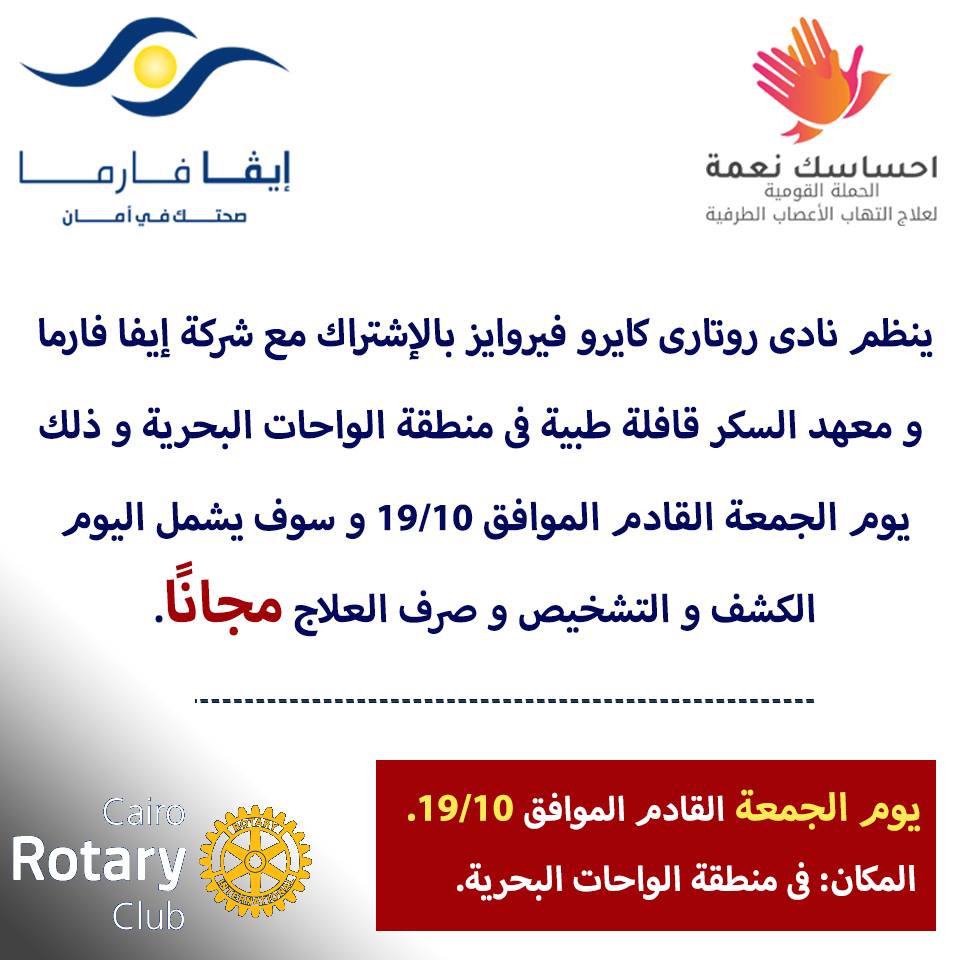 احساسك نعمة
الحملة القومية
لعلاج التهاب الأعصاب الطرفية
إيڤا فارما
صحتك في أمان
ينظم نادى روتارى كايرو فيروايز بالإشتراك مع شركة إيفا فارما
و معهد السكر قافلة طبية فى منطقة الواحات البحرية و ذلك
يوم الجمعة القادم الموافق 19/10 و سوف يشمل اليوم
الكشف و التشخيص و صرف العلاج مجانًا.
يوم الجمعة القادم الموافق 19/10.
المكان: فى منطقة الواحات البحرية.
Cairo
Rotary
Club
ROTARY
INTERNATIONAL